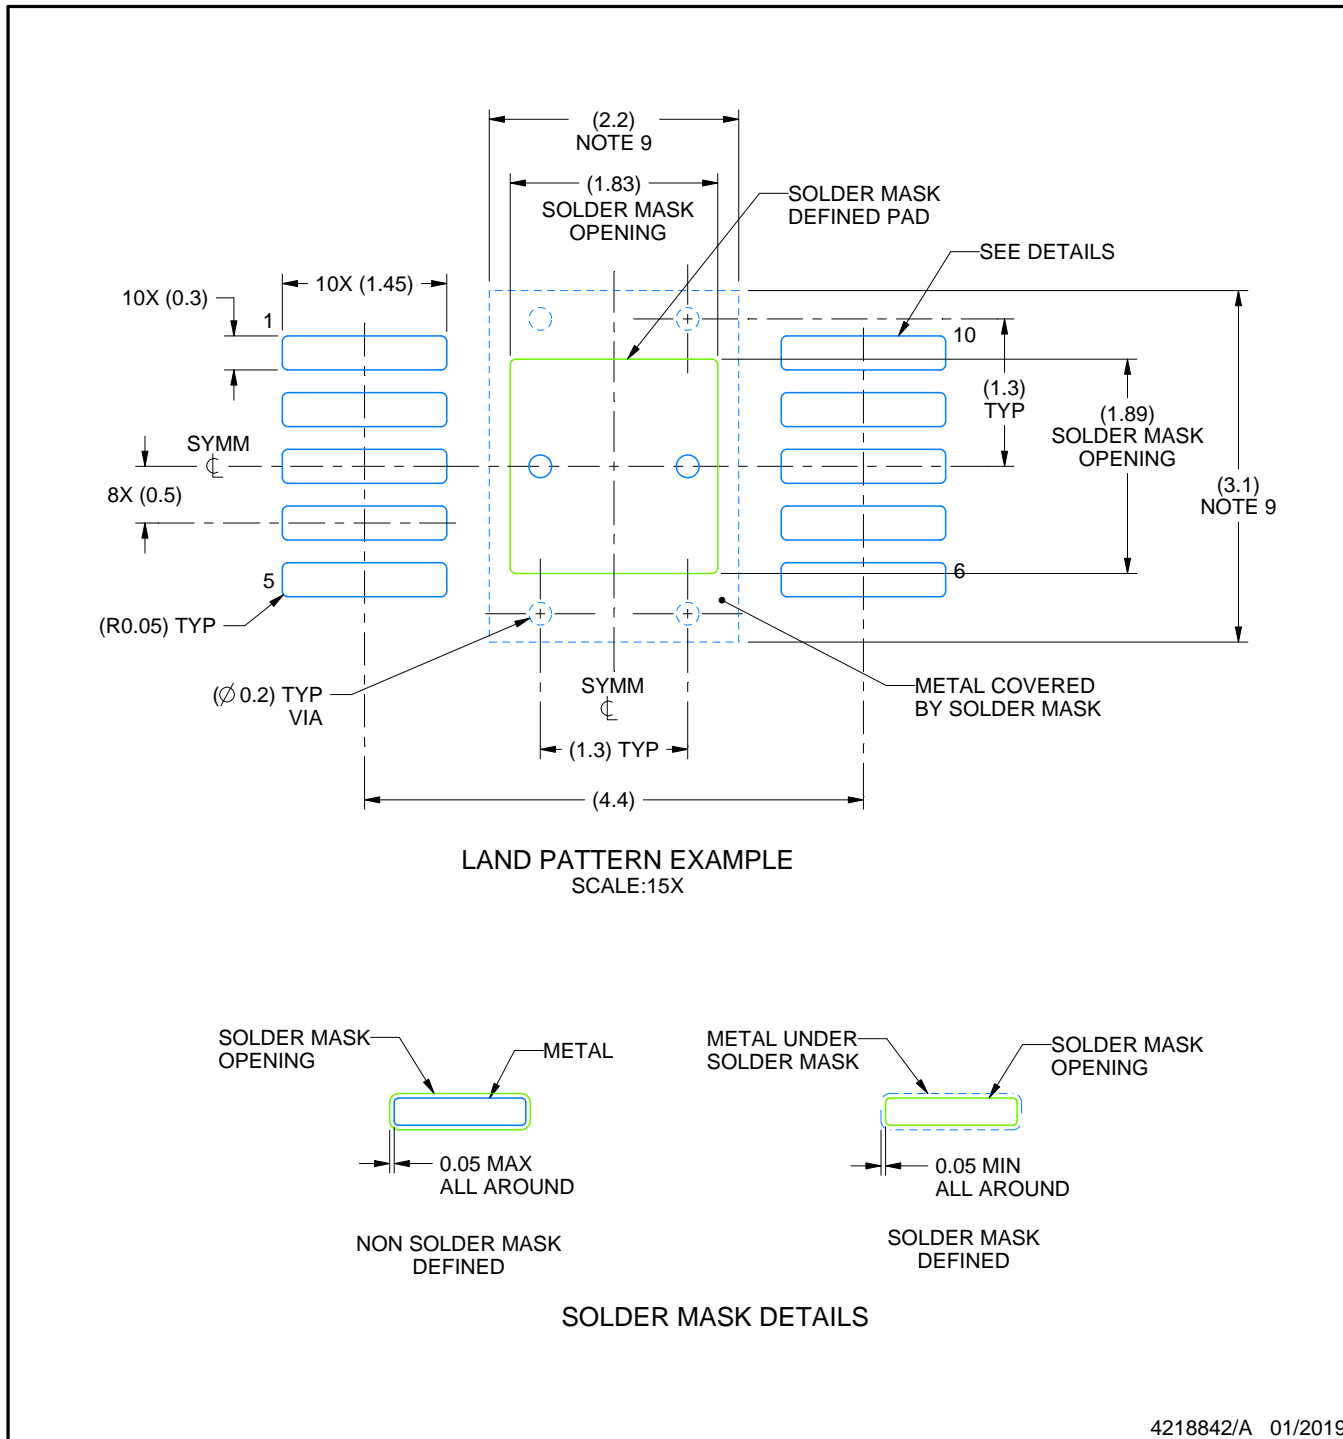 (2.2)
NOTE 9
(1.83)
SOLDER MASK
OPENING
SOLDER MASK
DEFINED PAD
SEE DETAILS
10X (1.45)
10X (0.3)
1
10
(1.3)
TYP
(1.89)
SOLDER MASK
OPENING
SYMM
℄
8X (0.5)
(3.1)
NOTE 9
5
6
(R0.05) TYP
(∅ 0.2) TYP
VIA
SYMM
℄
METAL COVERED
BY SOLDER MASK
(1.3) TYP
(4.4)
LAND PATTERN EXAMPLE
SCALE:15X
SOLDER MASK
OPENING
METAL
METAL UNDER
SOLDER MASK
SOLDER MASK
OPENING
0.05 MAX
ALL AROUND
0.05 MIN
ALL AROUND
NON SOLDER MASK
DEFINED
SOLDER MASK
DEFINED
SOLDER MASK DETAILS
4218842/A 01/2019